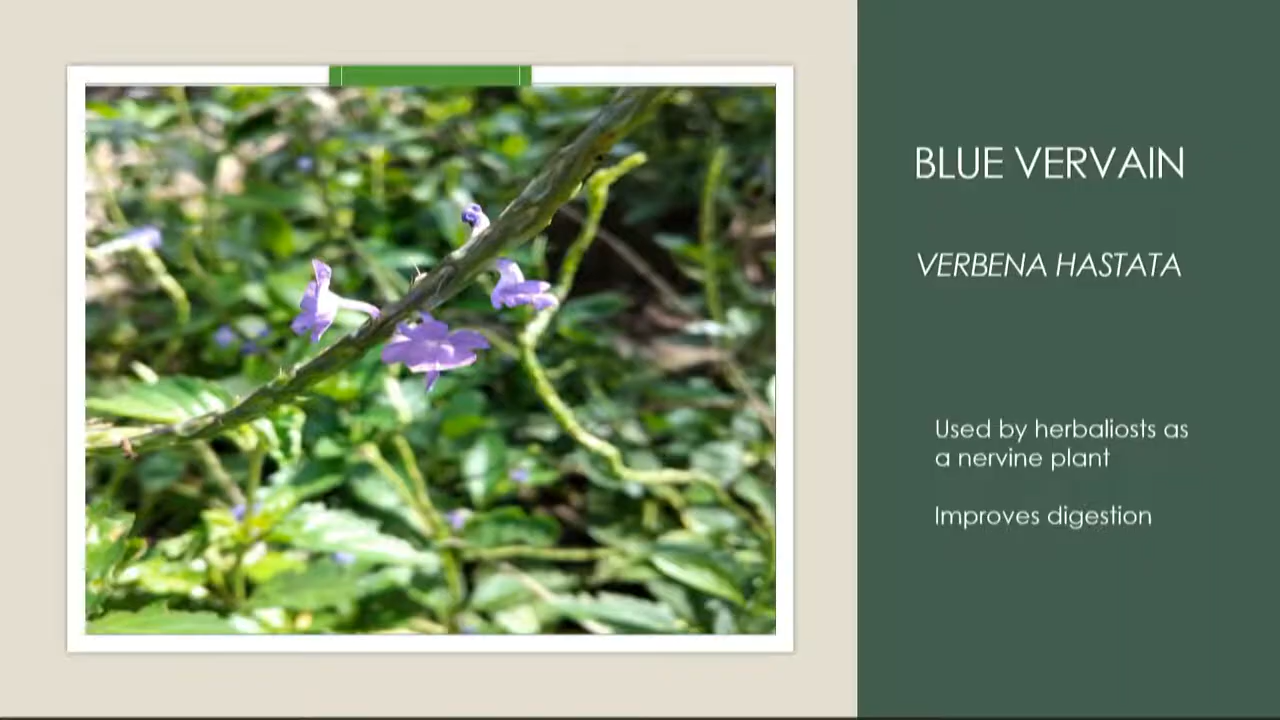 BLUE VERVAIN
VERBENA HASTATA
Used by herbaliosts as
a nervine plant
Improves digestion